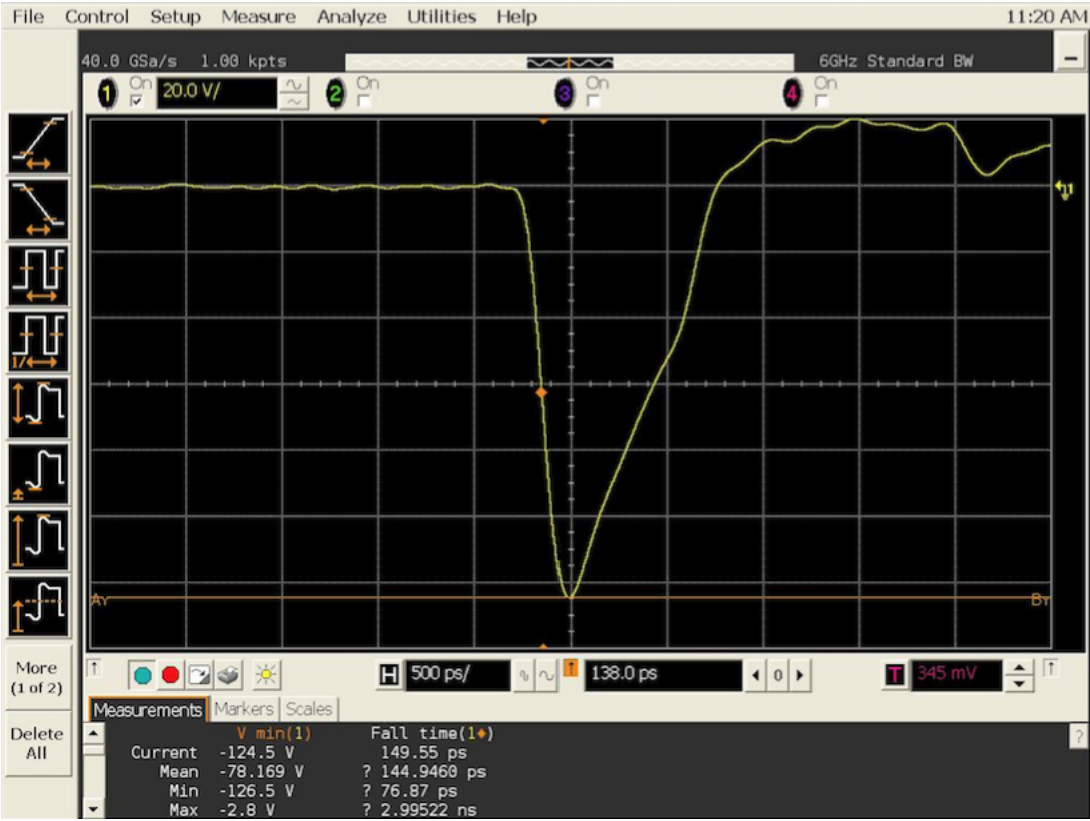 File Control Setup Measure Analyze Utilities Help 11:20 AM
40.0 GSa/s 1.00 kpts 6GHz Standard BW
1 On 20.0 V/ 2 On 3 On 4 On
1/
1
Ay By
More
(1 of 2)
Delete
All
H 500 ps/ 138.0 ps 0 T 345 mV
Measurements Markers Scales
V min(1) Fall time(1)
Current -124.5 V 149.55 ps
Mean -78.169 V ? 144.9460 ps
Min -126.5 V ? 76.87 ps
Max -2.8 V ? 2.99522 ns
?